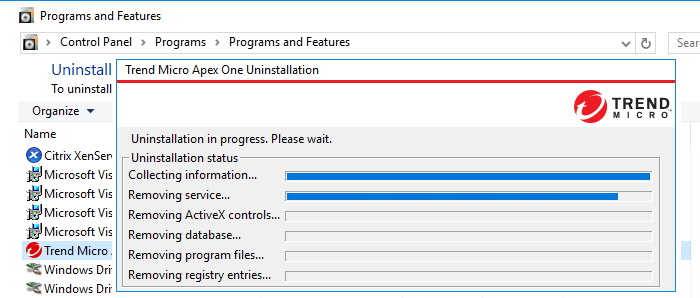 Programs and Features
Control Panel > Programs > Programs and Features
Sear
Uninstall
To uninstall
Trend Micro Apex One Uninstallation
TREND
MICRO
Organize
Name
Citrix XenServ
Microsoft Vis
Microsoft Vis
Microsoft Vis
Microsoft Vis
Trend Micro
Windows Dri
Windows Dri
Uninstallation in progress. Please wait.
Uninstallation status
Collecting information...
Removing service...
Removing ActiveX controls...
Removing database...
Removing program files...
Removing registry entries...